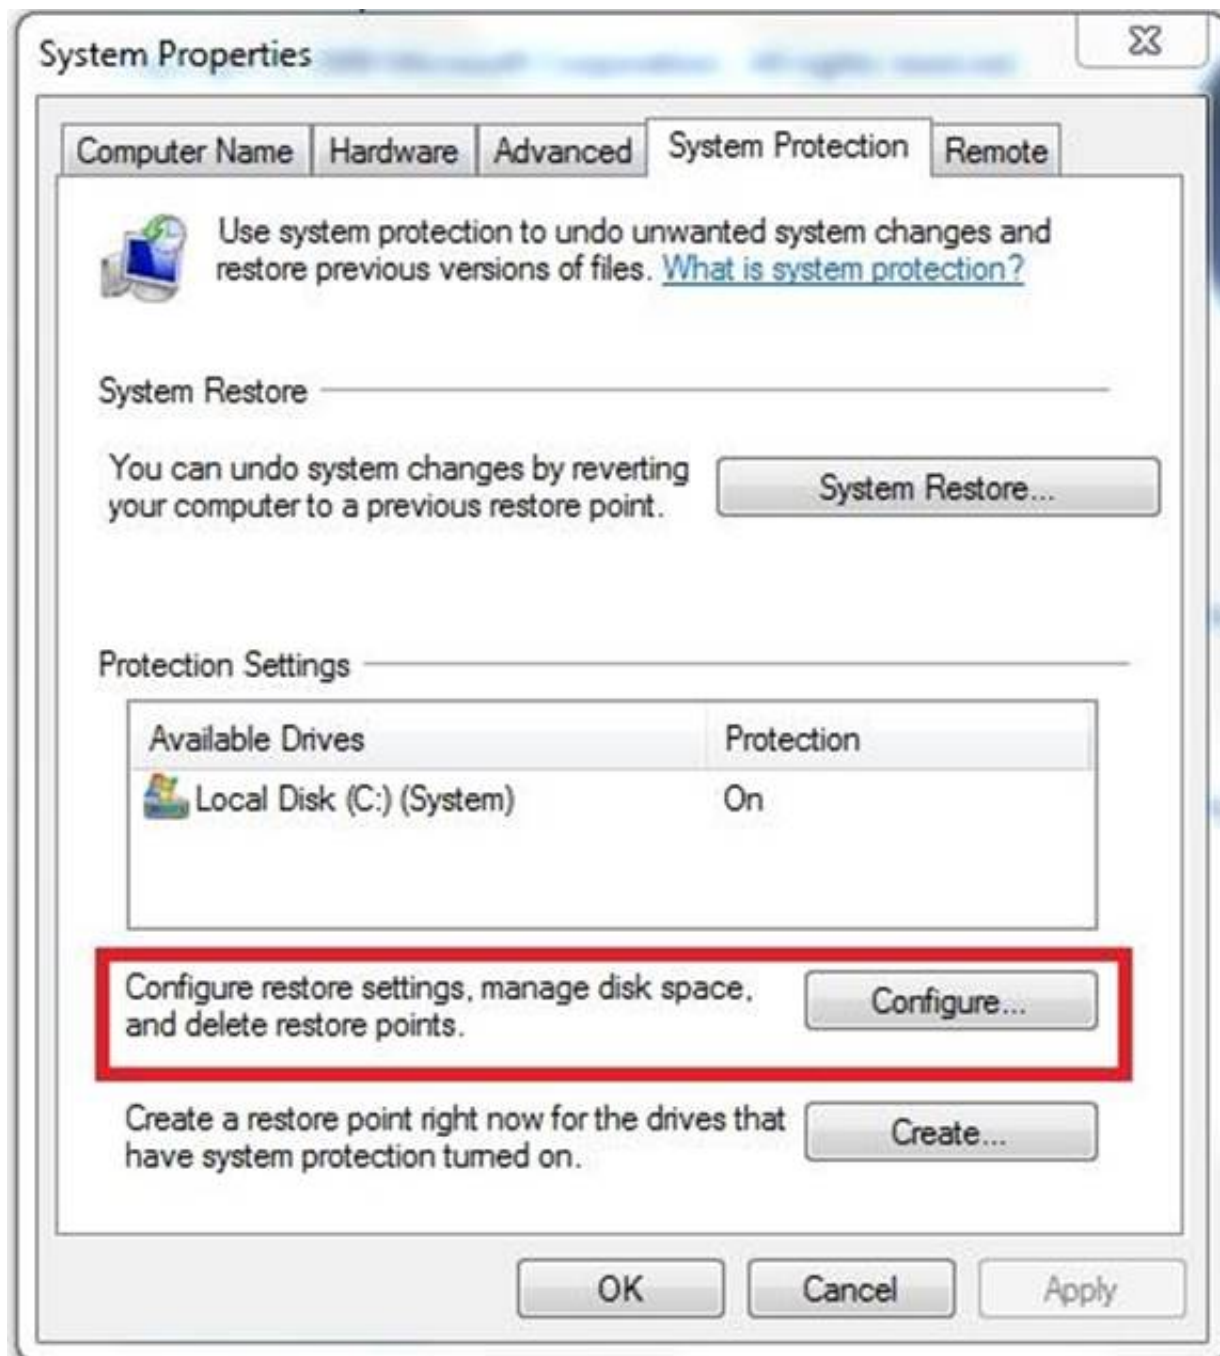 System Properties
Computer Name
Hardware
Advanced
System Protection
Remote
Use system protection to undo unwanted system changes and
restore previous versions of files. What is system protection?
System Restore
You can undo system changes by reverting
your computer to a previous restore point.
System Restore...
Protection Settings
Available Drives
Protection
Local Disk (C:) (System)
On
Configure restore settings, manage disk space,
and delete restore points.
Configure...
Create a restore point right now for the drives that
have system protection turned on.
Create...
OK
Cancel
Apply